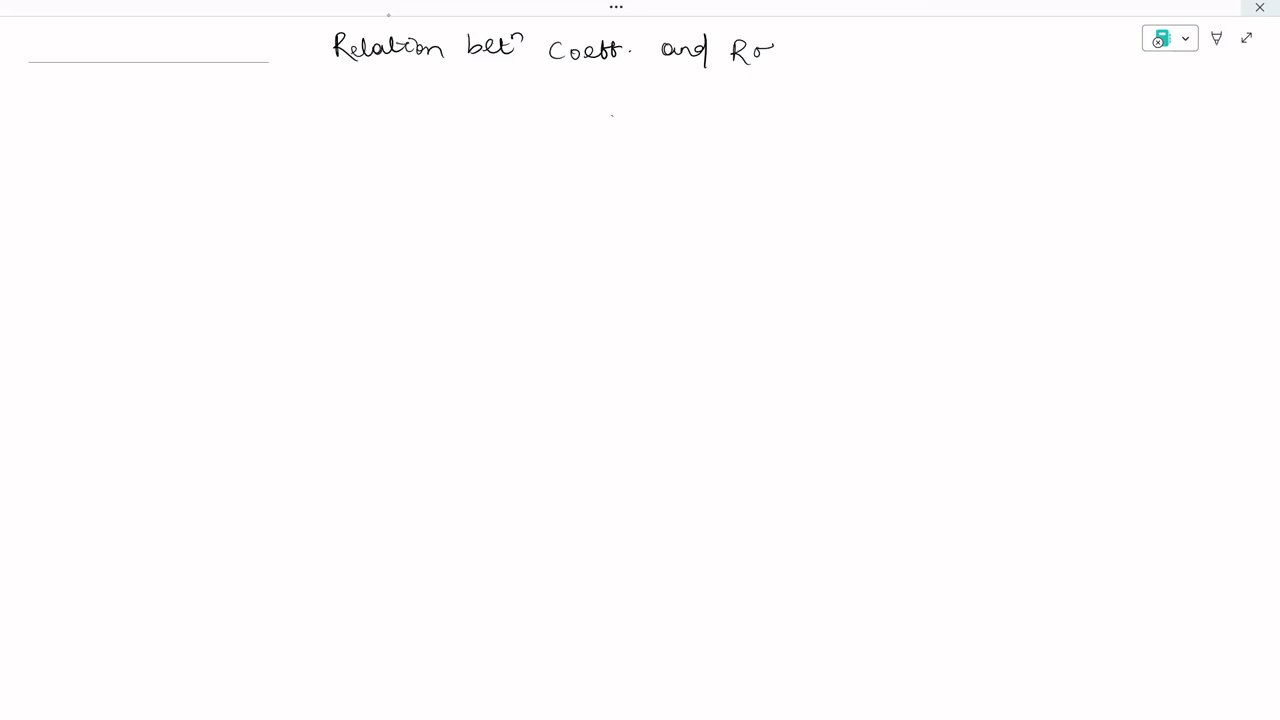 Relation betⁿ Coeff. and Ro